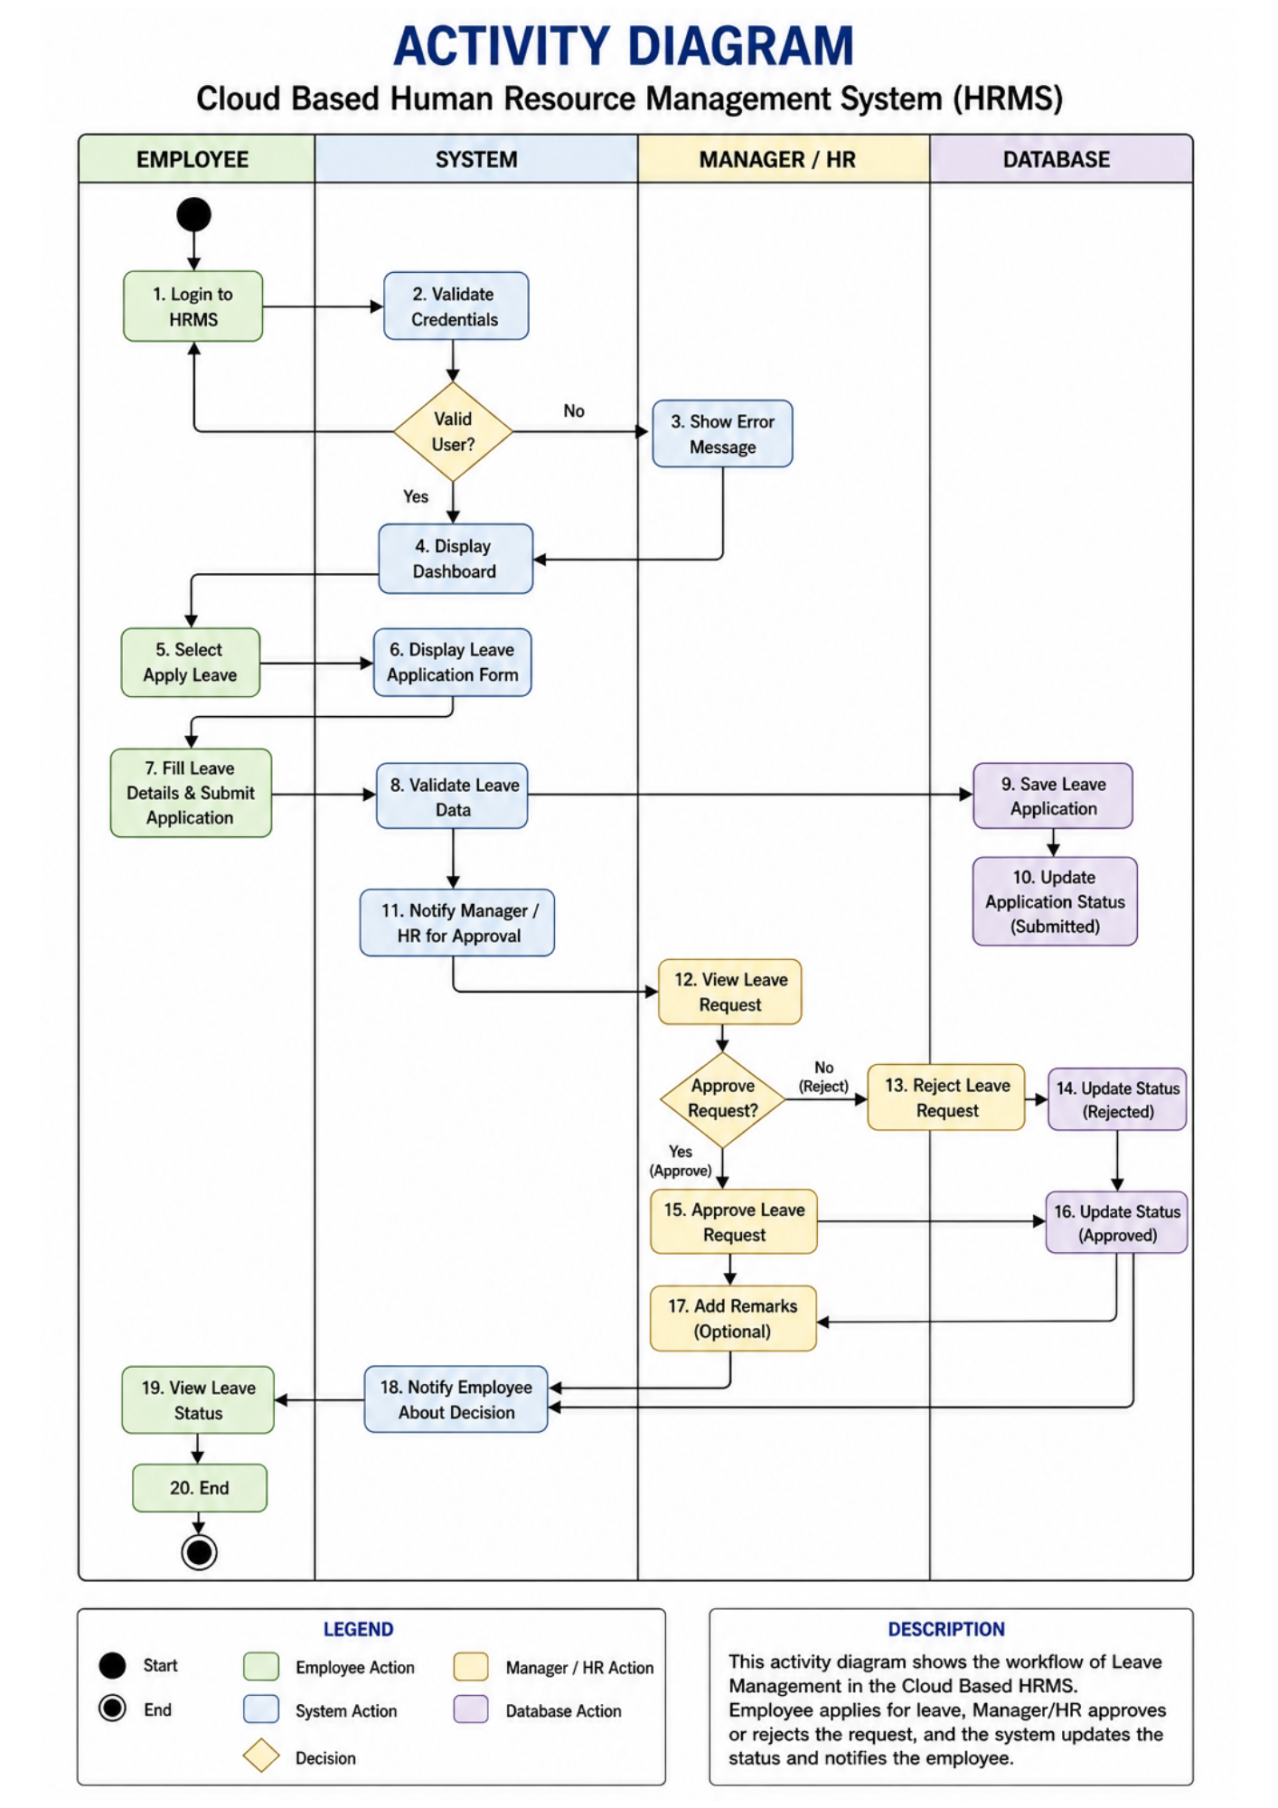 ACTIVITY DIAGRAM
Cloud Based Human Resource Management System (HRMS)
EMPLOYEE
SYSTEM
MANAGER / HR
DATABASE
1. Login to
HRMS
2. Validate
Credentials
Valid
User?
No
3. Show Error
Message
Yes
4. Display
Dashboard
5. Select
Apply Leave
6. Display Leave
Application Form
7. Fill Leave
Details & Submit
Application
8. Validate Leave
Data
9. Save Leave
Application
10. Update
Application Status
(Submitted)
11. Notify Manager /
HR for Approval
12. View Leave
Request
Approve
Request?
No
(Reject)
13. Reject Leave
Request
14. Update Status
(Rejected)
Yes
(Approve)
15. Approve Leave
Request
16. Update Status
(Approved)
17. Add Remarks
(Optional)
18. Notify Employee
About Decision
19. View Leave
Status
20. End
LEGEND
Start
Employee Action
Manager / HR Action
End
System Action
Database Action
Decision
DESCRIPTION
This activity diagram shows the workflow of Leave
Management in the Cloud Based HRMS.
Employee applies for leave, Manager/HR approves
or rejects the request, and the system updates the
status and notifies the employee.